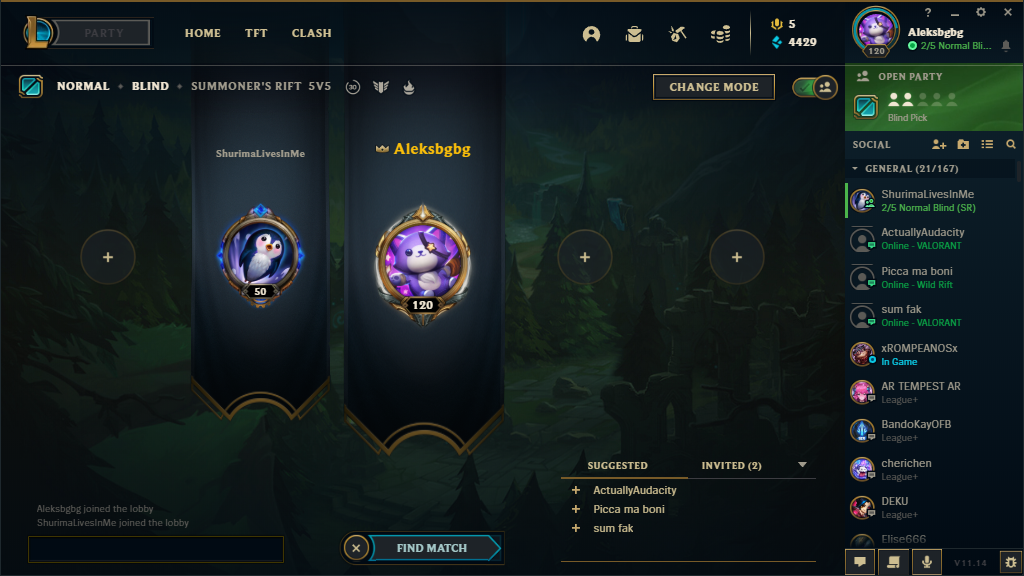 PARTY
HOME
TFT
CLASH
5
4429
?
Aleksbgbg
2/5 Normal Bli...
120
NORMAL
BLIND
SUMMONER'S RIFT 5V5
30
CHANGE MODE
OPEN PARTY
Blind Pick
SOCIAL
GENERAL (21/167)
ShurimaLivesInMe
50
Aleksbgbg
120
ShurimaLivesInMe
2/5 Normal Blind (SR)
ActuallyAudacity
Online - VALORANT
Picca ma boni
Online - Wild Rift
sum fak
Online - VALORANT
xROMPEANOSx
In Game
AR TEMPEST AR
League+
BandoKayOFB
League+
cherichen
League+
DEKU
League+
Elise666
SUGGESTED
INVITED (2)
+ ActuallyAudacity
+ Picca ma boni
+ sum fak
Aleksbgbg joined the lobby
ShurimaLivesInMe joined the lobby
FIND MATCH
V11.14